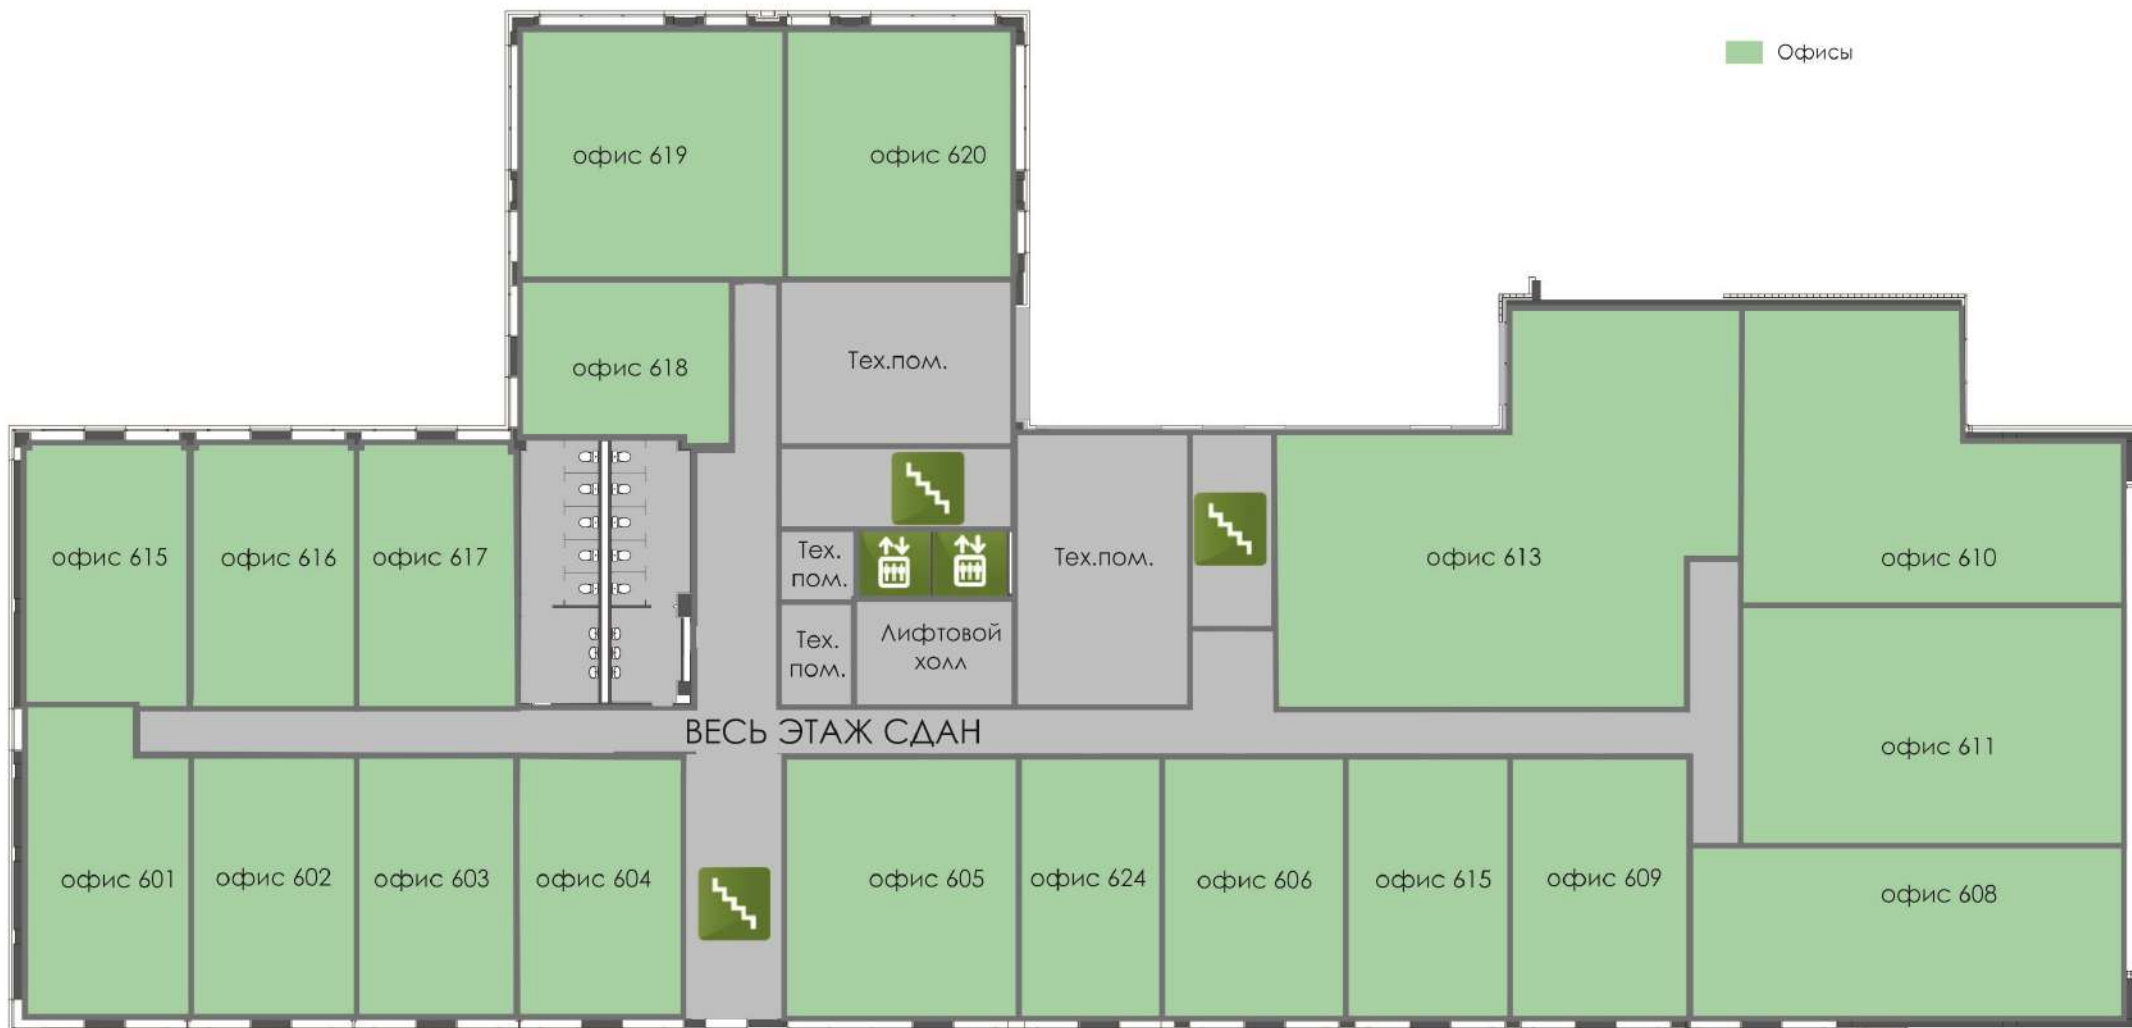 Офисы
офис 619
офис 620
офис 618
Тех.пом.
офис 615
офис 616
офис 617
Тех.
пом.
Тех.пом.
офис 613
офис 610
Тех.
пом.
Лифтовой
холл
ВЕСЬ ЭТАЖ СДАН
офис 611
офис 601
офис 602
офис 603
офис 604
офис 605
офис 624
офис 606
офис 615
офис 609
офис 608